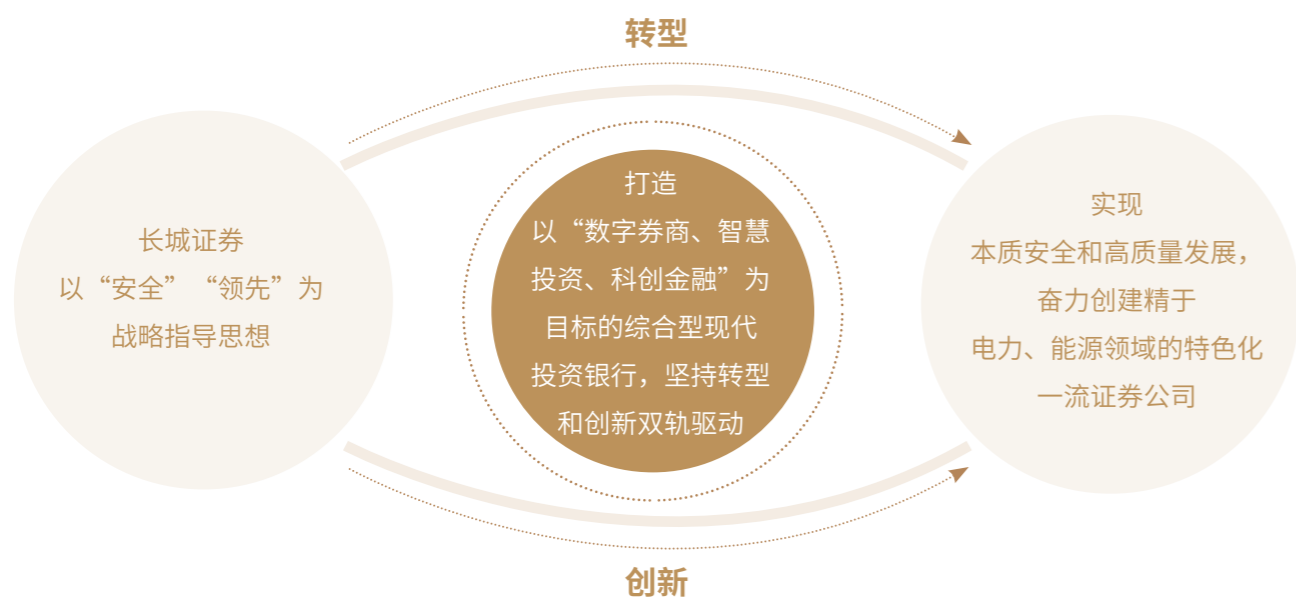 转型
长城证券
以“安全”“领先”为
战略指导思想
打造
以“数字券商、智慧
投资、科创金融”为
目标的综合型现代
投资银行，坚持转型
和创新双轨驱动
实现
本质安全和高质量发展，
奋力创建精于
电力、能源领域的特色化
一流证券公司
创新